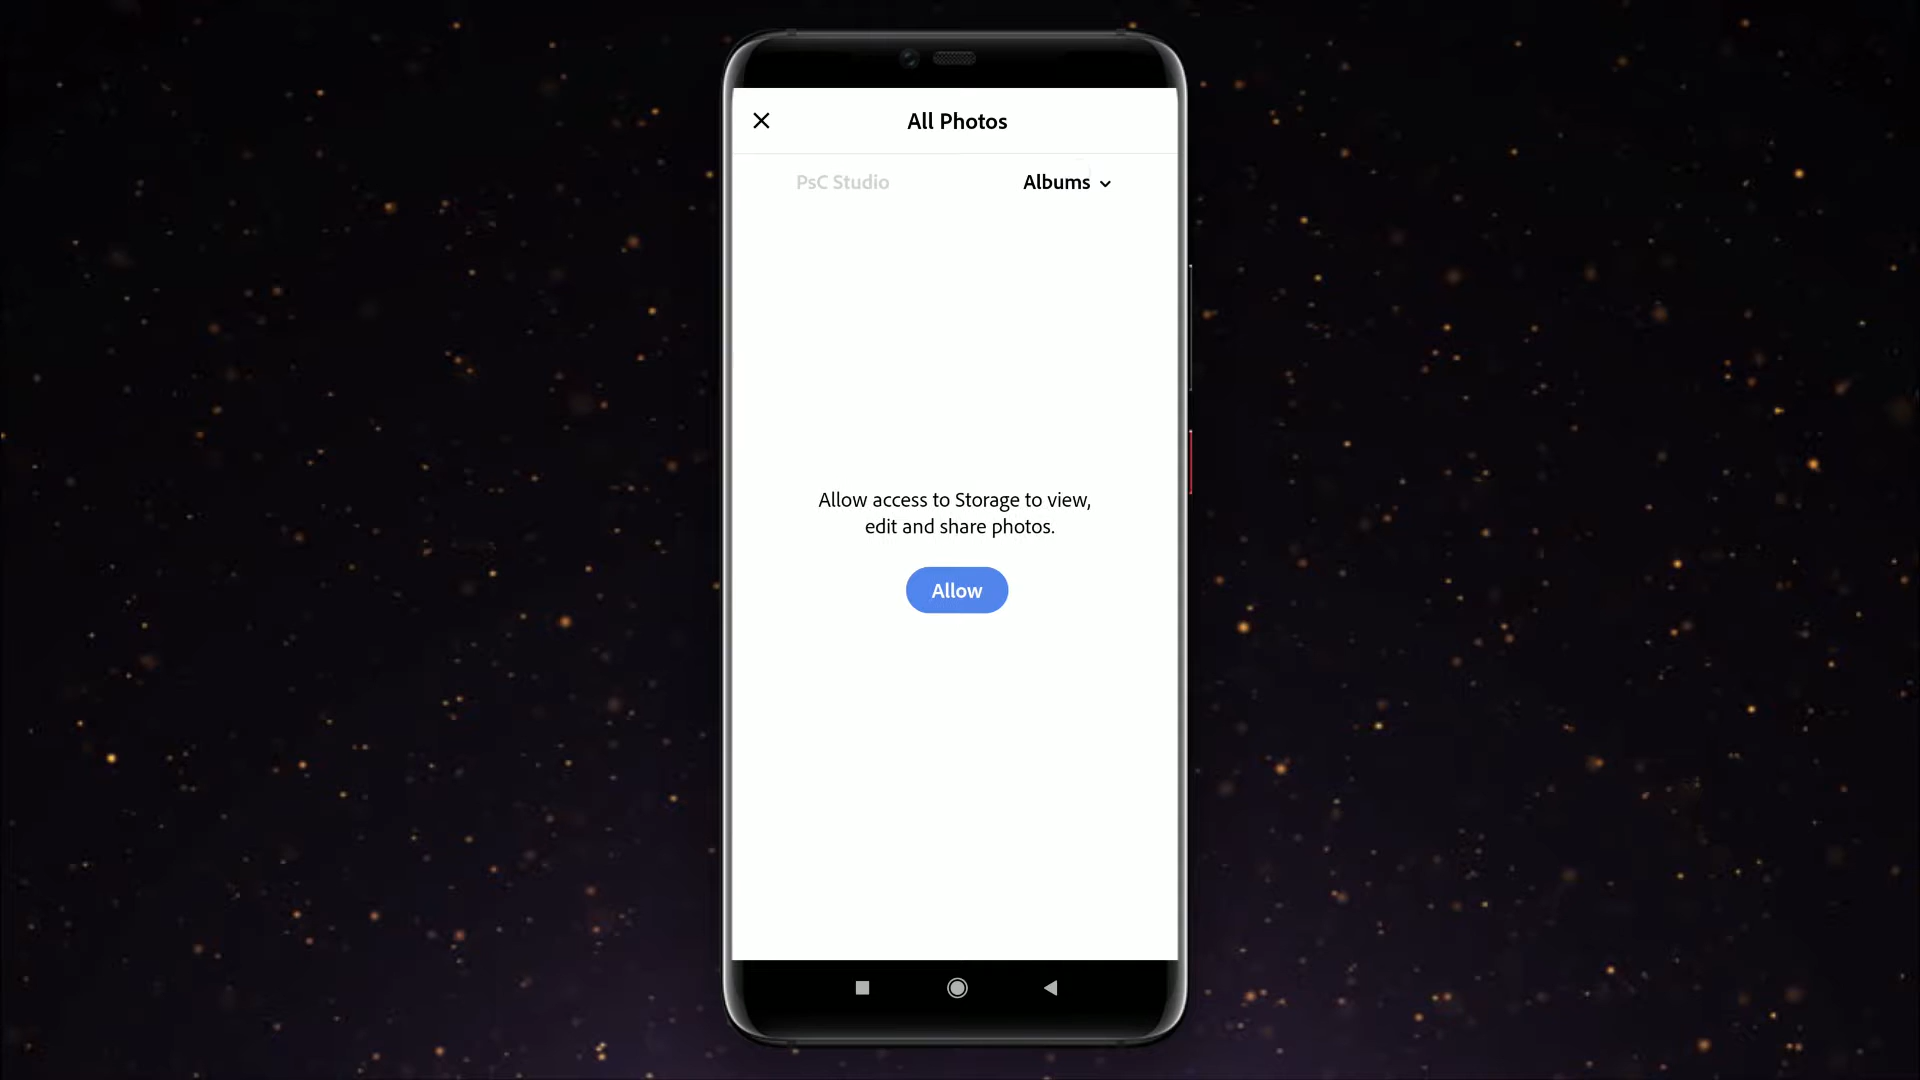 All Photos
PsC Studio
Albums
Allow access to Storage to view,
edit and share photos.
Allow